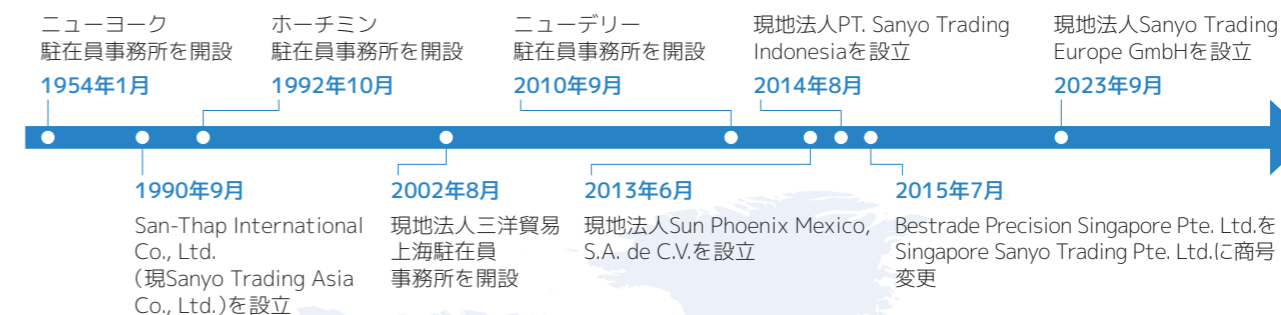 ニューヨーク
駐在員事務所を開設
1954年1月
ホーチミン
駐在員事務所を開設
1992年10月
ニューデリー
駐在員事務所を開設
2010年9月
現地法人PT. Sanyo Trading
Indonesiaを設立
2014年8月
現地法人Sanyo Trading
Europe GmbHを設立
2023年9月
1990年9月
San-Thap International
Co., Ltd.
(現Sanyo Trading Asia
Co., Ltd.)を設立
2002年8月
現地法人三洋貿易
上海駐在員
事務所を開設
2013年6月
現地法人Sun Phoenix Mexico,
S.A. de C.V.を設立
2015年7月
Bestrade Precision Singapore Pte. Ltd.を
Singapore Sanyo Trading Pte. Ltd.に商号
変更